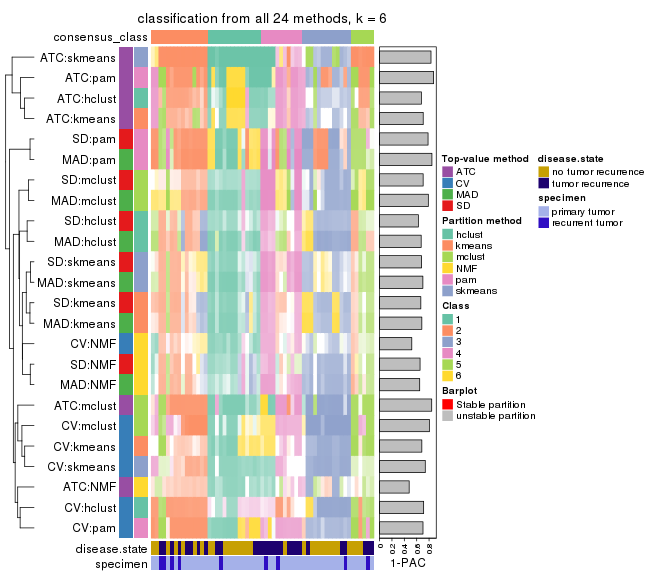 classification from all 24 methods, k = 6
consensus_class
ATC:skmeans
ATC:pam
ATC:hclust
ATC:kmeans
SD:pam
MAD:pam
SD:mclust
MAD:mclust
SD:hclust
MAD:hclust
SD:skmeans
MAD:skmeans
SD:kmeans
MAD:kmeans
CV:NMF
SD:NMF
MAD:NMF
ATC:mclust
CV:mclust
CV:kmeans
CV:skmeans
ATC:NMF
CV:hclust
CV:pam
disease.state
specimen
0
0.2
0.4
0.6
0.8
1-PAC
Top-value method
ATC
CV
MAD
SD
Partition method
hclust
kmeans
mclust
NMF
pam
skmeans
Class
1
2
3
4
5
6
Barplot
Stable partition
unstable partition
disease.state
no tumor recurrence
tumor recurrence
specimen
primary tumor
recurrent tumor